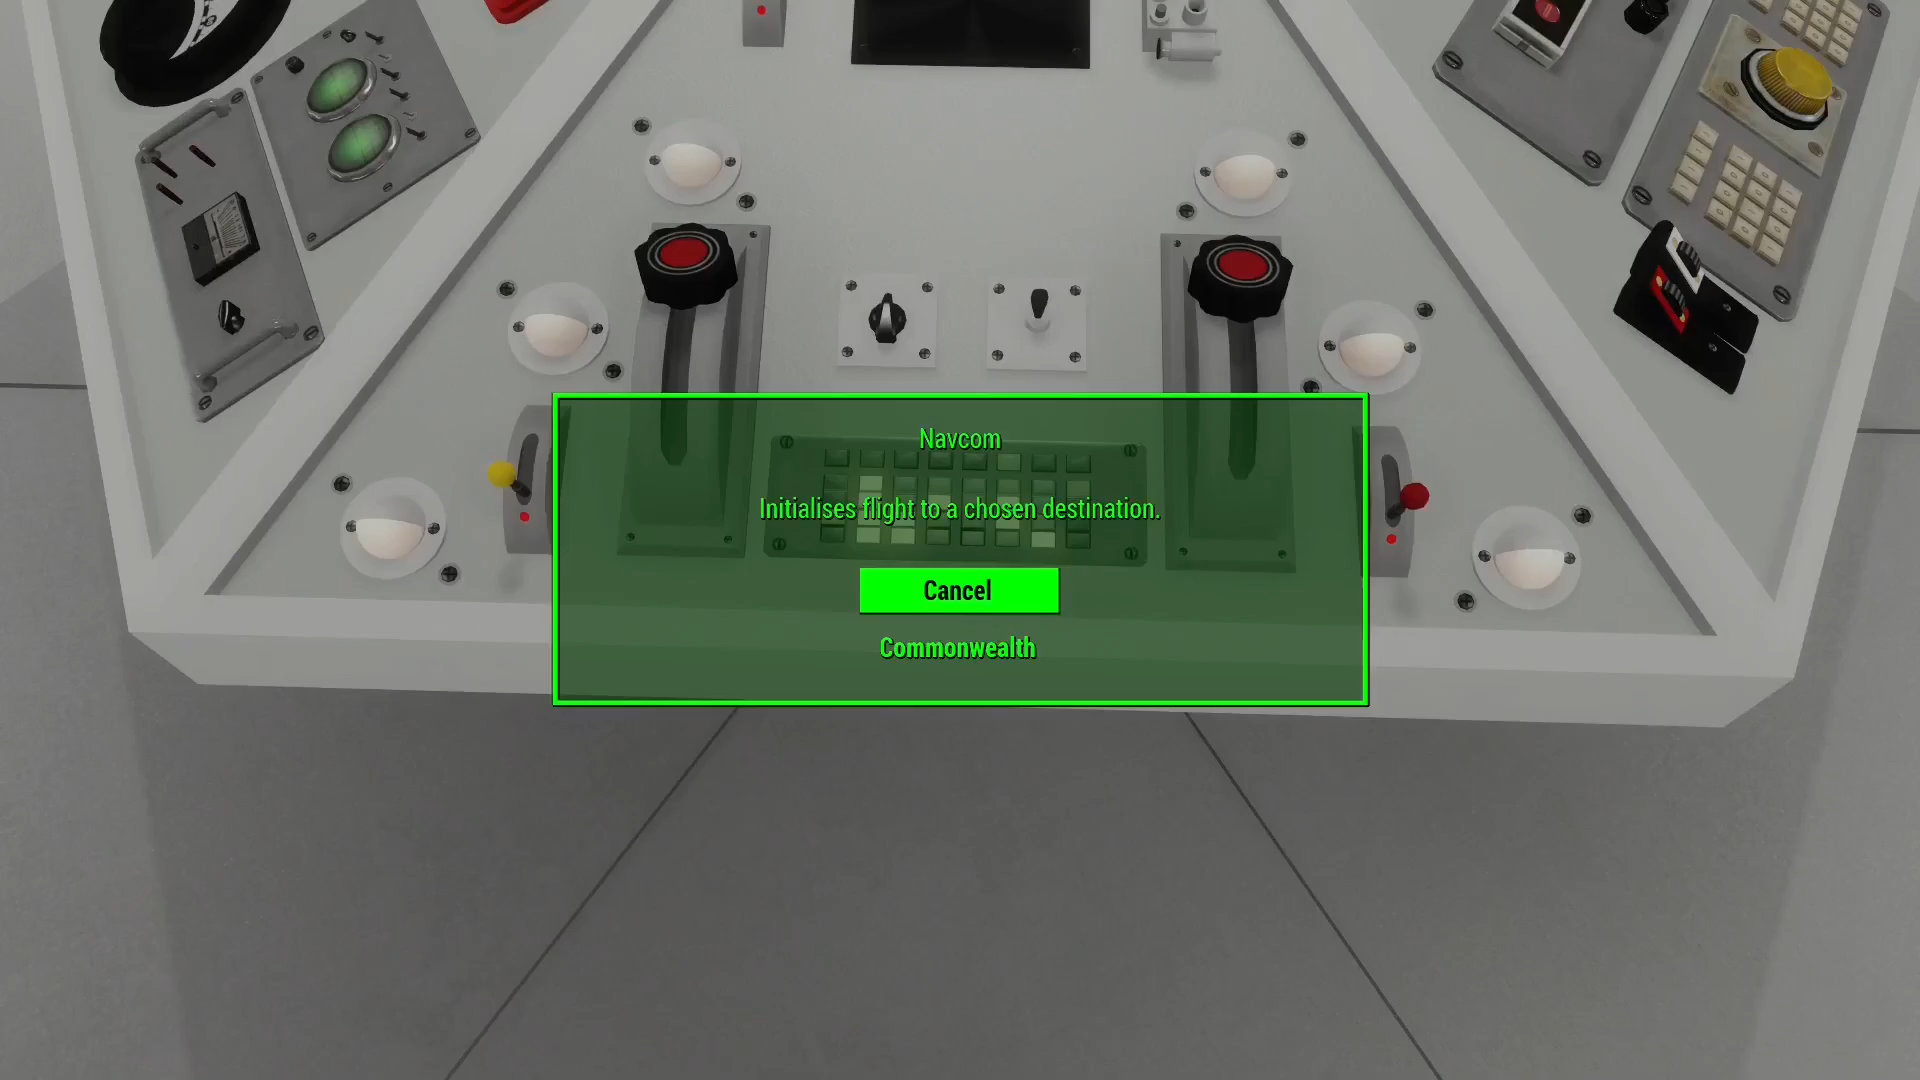 Navcom
Initialises flight to a chosen destination.
Cancel
Commonwealth